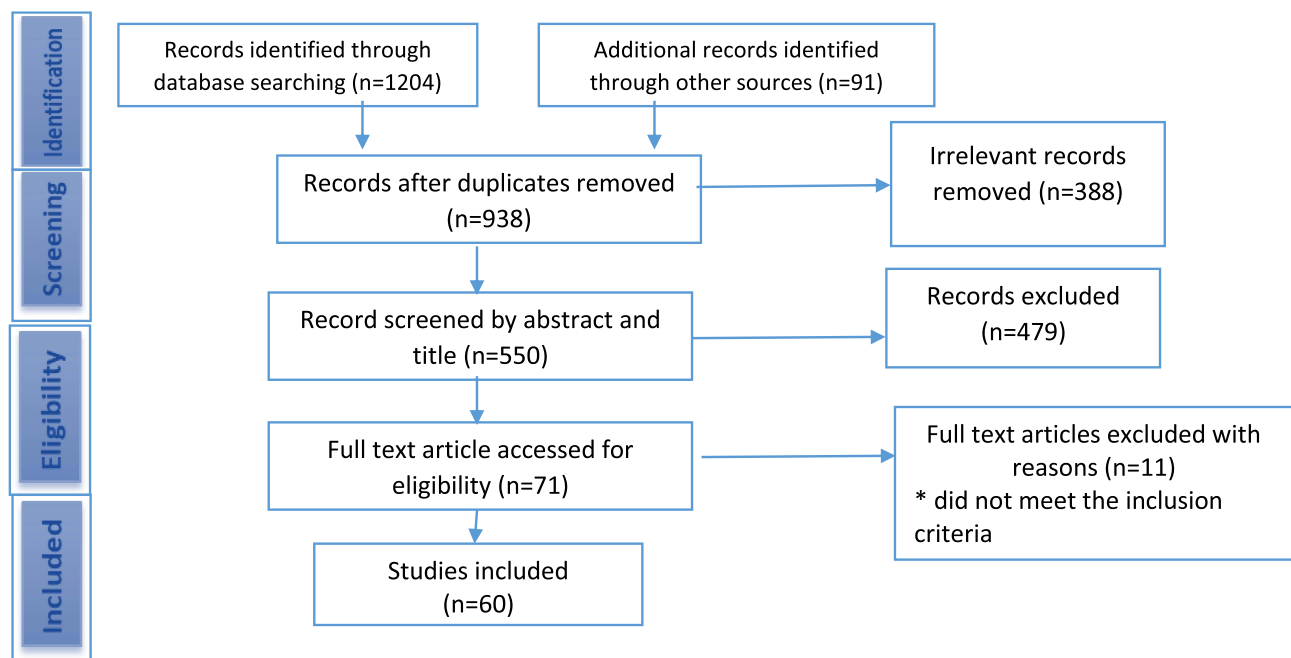 Identification
Records identified through
database searching (n=1204)
Additional records identified
through other sources (n=91)
Records after duplicates removed
(n=938)
Irrelevant records
removed (n=388)
Screening
Record screened by abstract and
title (n=550)
Records excluded
(n=479)
Eligibility
Full text article accessed for
eligibility (n=71)
Full text articles excluded with
reasons (n=11)
* did not meet the inclusion
criteria
Included
Studies included
(n=60)